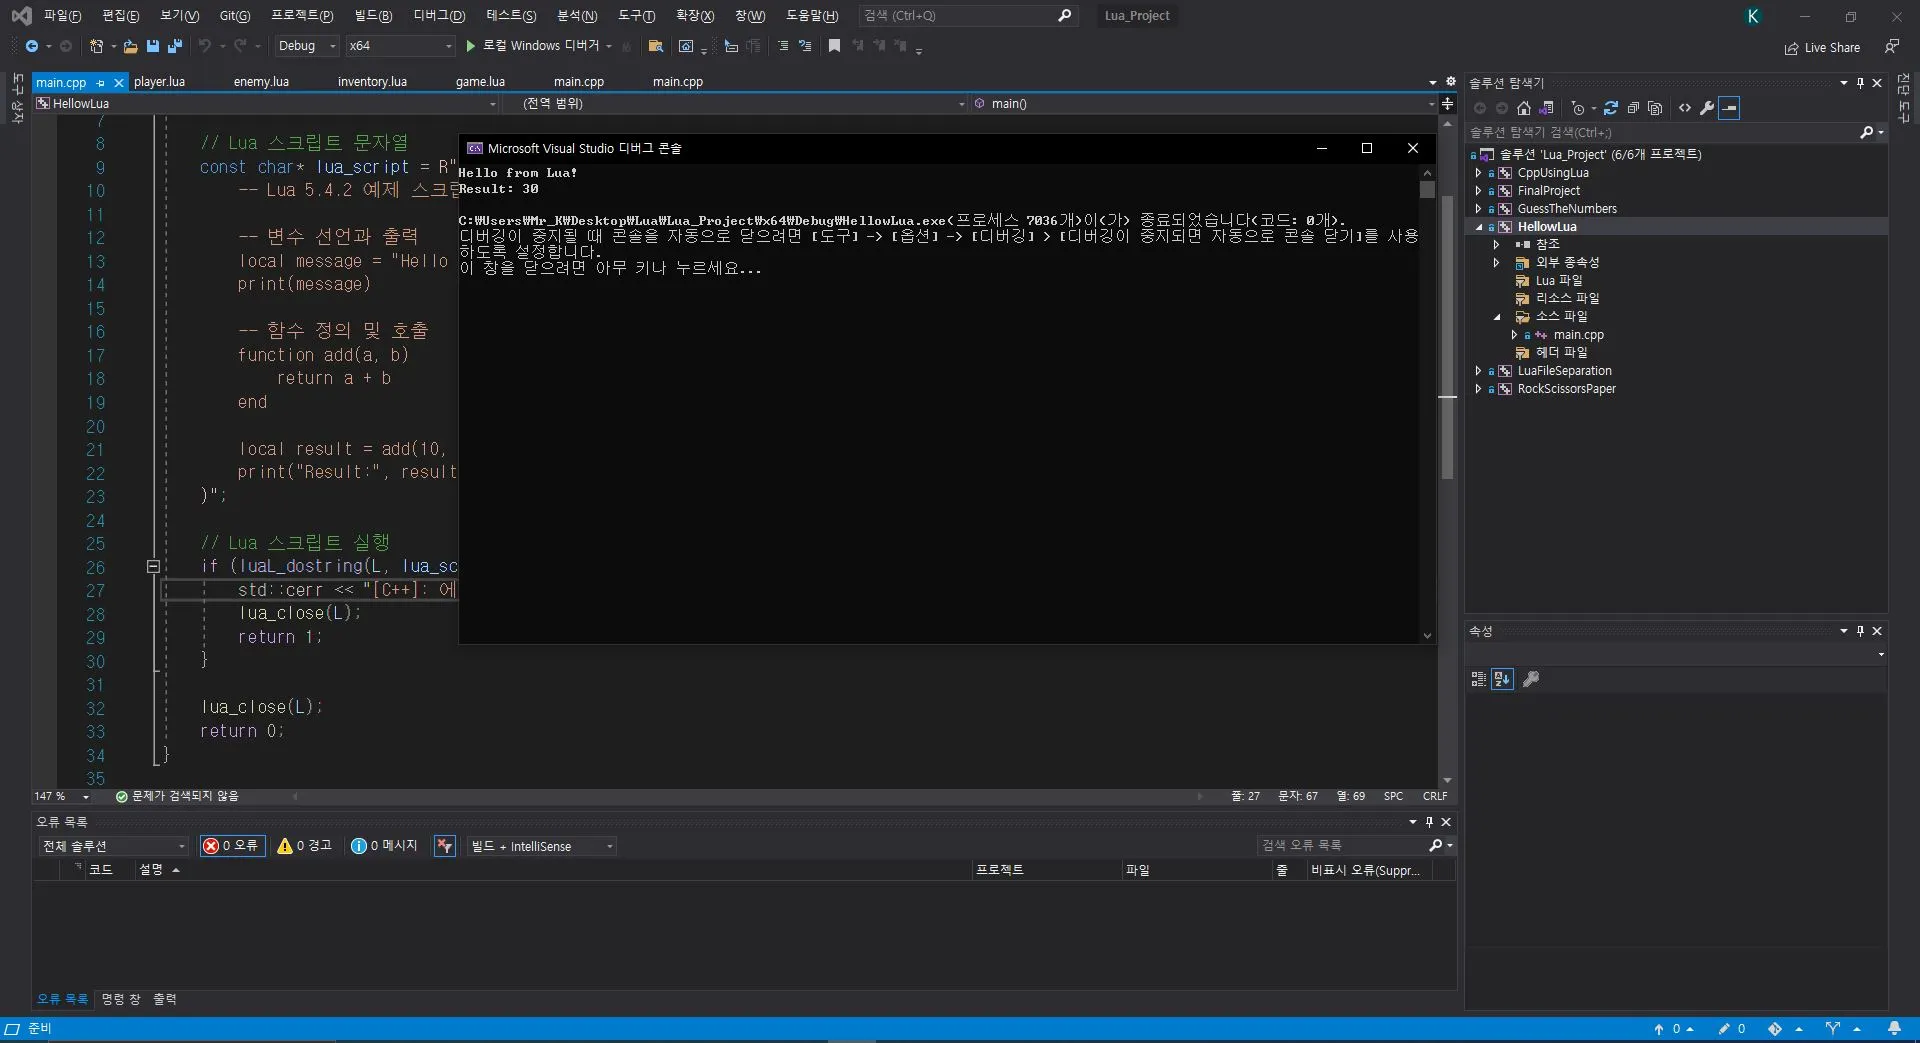 파일(F) 편집(E) 보기(V) Git(G) 프로젝트(P) 빌드(B) 디버그(D) 테스트(S) 분석(N) 도구(T) 확장(X) 창(W) 도움말(H) 검색 (Ctrl+Q) Lua_Project K
Debug x64 로컬 Windows 디버거 Live Share
도구 상자
main.cpp player.lua enemy.lua inventory.lua game.lua main.cpp main.cpp
HellowLua (전역 범위) main()
7
8 // Lua 스크립트 문자열
9 const char* lua_script = R"
10 -- Lua 5.4.2 예제 스크립
11
12 -- 변수 선언과 출력
13 local message = "Hello
14 print(message)
15
16 -- 함수 정의 및 호출
17 function add(a, b)
18 return a + b
19 end
20
21 local result = add(10,
22 print("Result:", result
23 )";
24
25 // Lua 스크립트 실행
26 if (luaL_dostring(L, lua_sc
27 std::cerr << "[C++]: 에
28 lua_close(L);
29 return 1;
30 }
31
32 lua_close(L);
33 return 0;
34 }
35
Microsoft Visual Studio 디버그 콘솔
Hello from Lua!
Result: 30
C:₩Users₩Mr_K₩Desktop₩Lua₩Lua_Project₩x64₩Debug₩HellowLua.exe(프로세스 7036개)이(가) 종료되었습니다(코드: 0개).
디버깅이 중지될 때 콘솔을 자동으로 닫으려면 [도구] -> [옵션] -> [디버깅] > [디버깅이 중지되면 자동으로 콘솔 닫기]를 사용
하도록 설정합니다.
이 창을 닫으려면 아무 키나 누르세요...
147 % 문제가 검색되지 않음 줄: 27 문자: 67 열: 69 SPC CRLF
오류 목록
전체 솔루션 0 오류 0 경고 0 메시지 빌드 + IntelliSense 검색 오류 목록
코드 설명 프로젝트 파일 줄 비표시 오류(Suppr...
오류 목록 명령 창 출력
솔루션 탐색기
솔루션 탐색기 검색(Ctrl+;)
솔루션 'Lua_Project' (6/6개 프로젝트)
CppUsingLua
FinalProject
GuessTheNumbers
HellowLua
참조
외부 종속성
Lua 파일
리소스 파일
소스 파일
main.cpp
헤더 파일
LuaFileSeparation
RockScissorsPaper
속성
진단 도구
준비 0 0